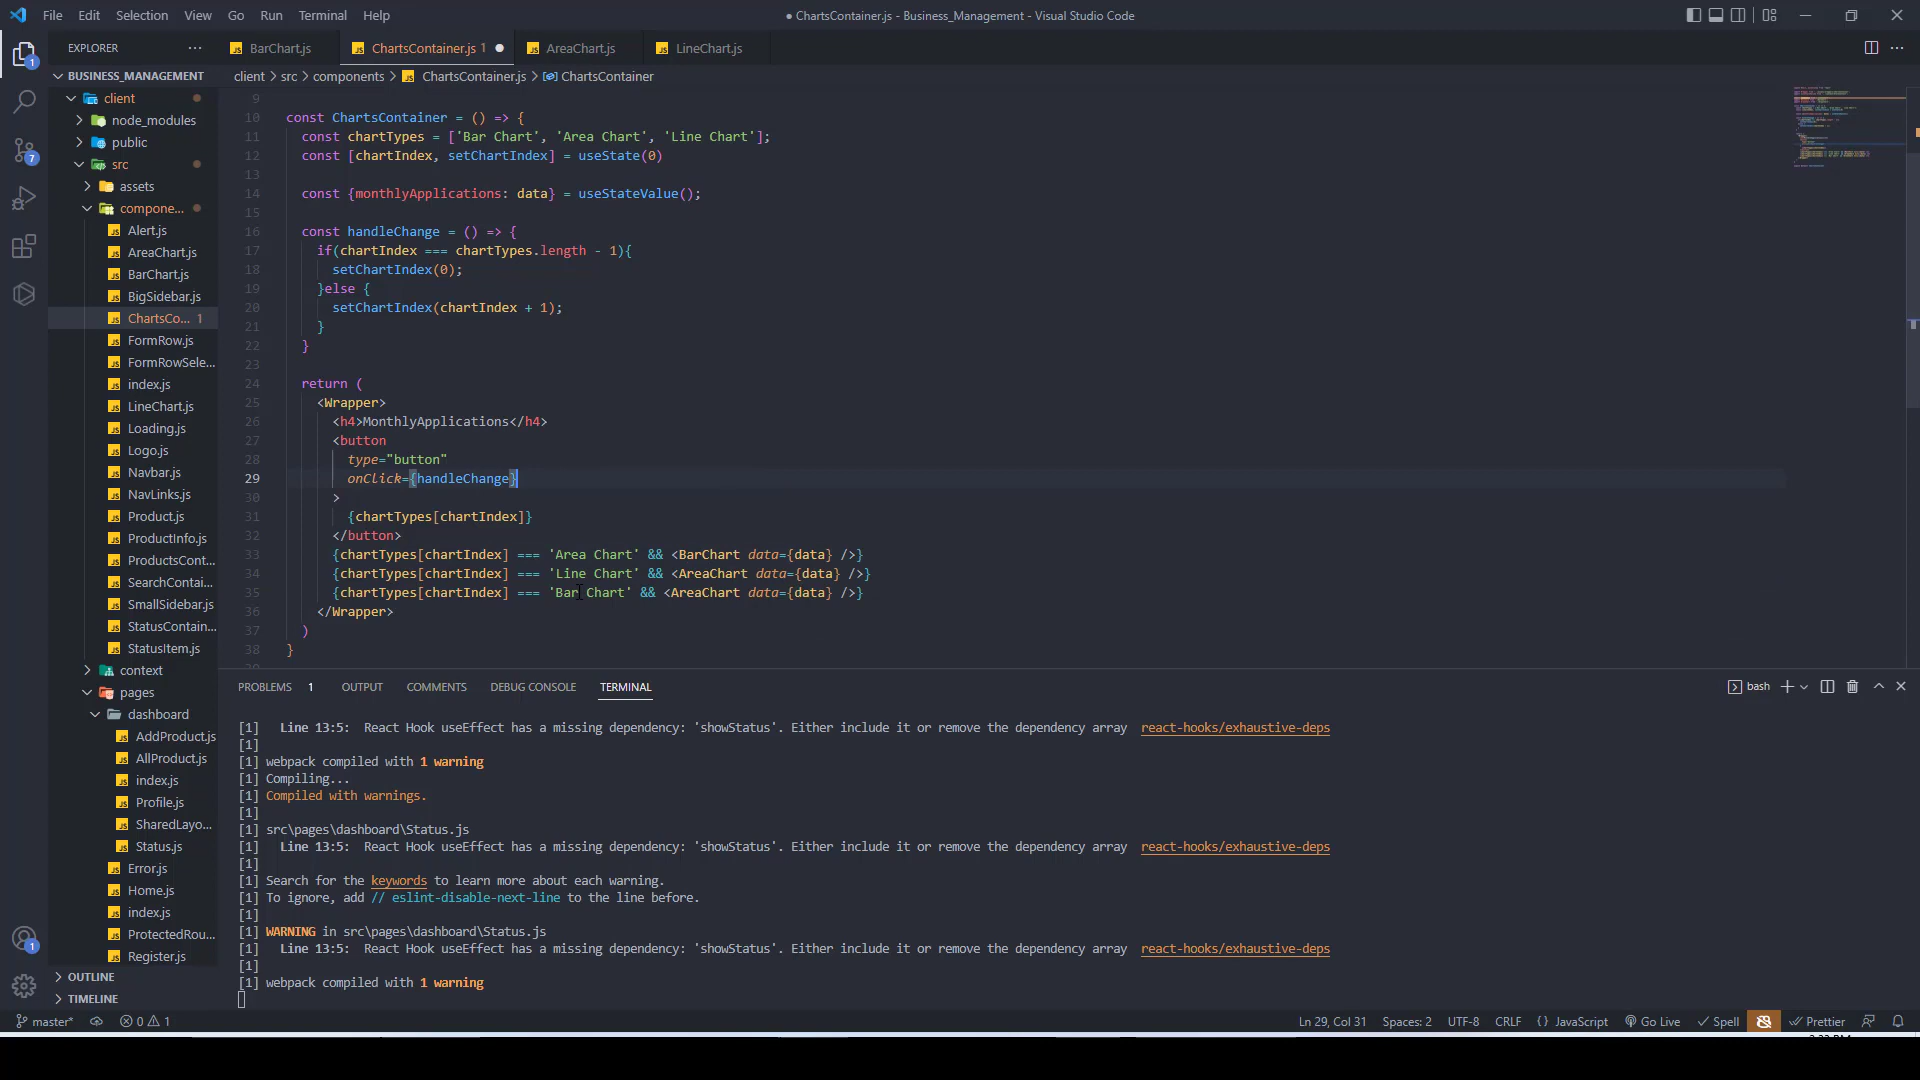 File Edit Selection View Go Run Terminal Help
● ChartsContainer.js - Business_Management - Visual Studio Code
EXPLORER ···
BarChart.js
ChartsContainer.js 1 ●
AreaChart.js
LineChart.js
BUSINESS_MANAGEMENT
client > src > components > ChartsContainer.js > ChartsContainer
client
node_modules
public
src
assets
compone...
Alert.js
AreaChart.js
BarChart.js
BigSidebar.js
ChartsCo... 1
FormRow.js
FormRowSele...
index.js
LineChart.js
Loading.js
Logo.js
Navbar.js
NavLinks.js
Product.js
ProductInfo.js
ProductsCont...
SearchContai...
SmallSidebar.js
StatusContain...
StatusItem.js
context
pages
dashboard
AddProduct.js
AllProduct.js
index.js
Profile.js
SharedLayo...
Status.js
Error.js
Home.js
index.js
ProtectedRou...
Register.js
OUTLINE
TIMELINE
1
7
1
9
10 const ChartsContainer = () => {
11 const chartTypes = ['Bar Chart', 'Area Chart', 'Line Chart'];
12 const [chartIndex, setChartIndex] = useState(0)
13
14 const {monthlyApplications: data} = useStateValue();
15
16 const handleChange = () => {
17 if(chartIndex === chartTypes.length - 1){
18 setChartIndex(0);
19 }else {
20 setChartIndex(chartIndex + 1);
21 }
22 }
23
24 return (
25 <Wrapper>
26 <h4>MonthlyApplications</h4>
27 <button
28 type="button"
29 onClick={handleChange}
30 >
31 {chartTypes[chartIndex]}
32 </button>
33 {chartTypes[chartIndex] === 'Area Chart' && <BarChart data={data} />}
34 {chartTypes[chartIndex] === 'Line Chart' && <AreaChart data={data} />}
35 {chartTypes[chartIndex] === 'Bar Chart' && <AreaChart data={data} />}
36 </Wrapper>
37 )
38 }
PROBLEMS 1 OUTPUT COMMENTS DEBUG CONSOLE TERMINAL
bash
[1] Line 13:5: React Hook useEffect has a missing dependency: 'showStatus'. Either include it or remove the dependency array react-hooks/exhaustive-deps
[1]
[1] webpack compiled with 1 warning
[1] Compiling...
[1] Compiled with warnings.
[1]
[1] src\pages\dashboard\Status.js
[1] Line 13:5: React Hook useEffect has a missing dependency: 'showStatus'. Either include it or remove the dependency array react-hooks/exhaustive-deps
[1]
[1] Search for the keywords to learn more about each warning.
[1] To ignore, add // eslint-disable-next-line to the line before.
[1]
[1] WARNING in src\pages\dashboard\Status.js
[1] Line 13:5: React Hook useEffect has a missing dependency: 'showStatus'. Either include it or remove the dependency array react-hooks/exhaustive-deps
[1]
[1] webpack compiled with 1 warning
master* 0 1 Ln 29, Col 31 Spaces: 2 UTF-8 CRLF {} JavaScript Go Live Spell Prettier